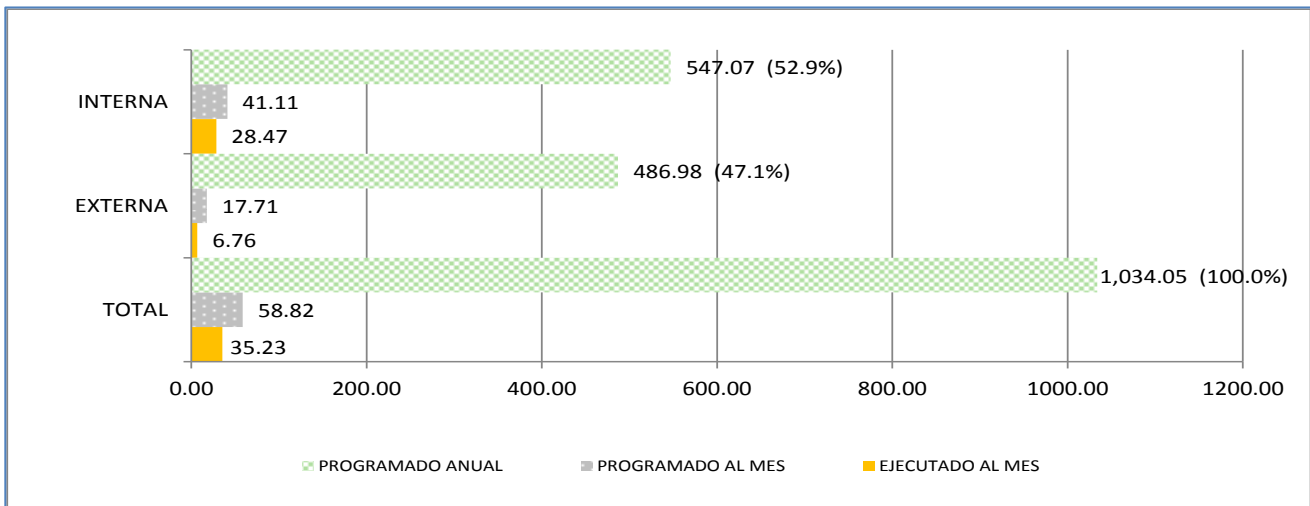 547.07 (52.9%)
INTERNA
41.11
28.47
486.98 (47.1%)
EXTERNA
17.71
6.76
1,034.05 (100.0%)
TOTAL
58.82
35.23
0.00 200.00 400.00 600.00 800.00 1000.00 1200.00
PROGRAMADO ANUAL PROGRAMADO AL MES EJECUTADO AL MES